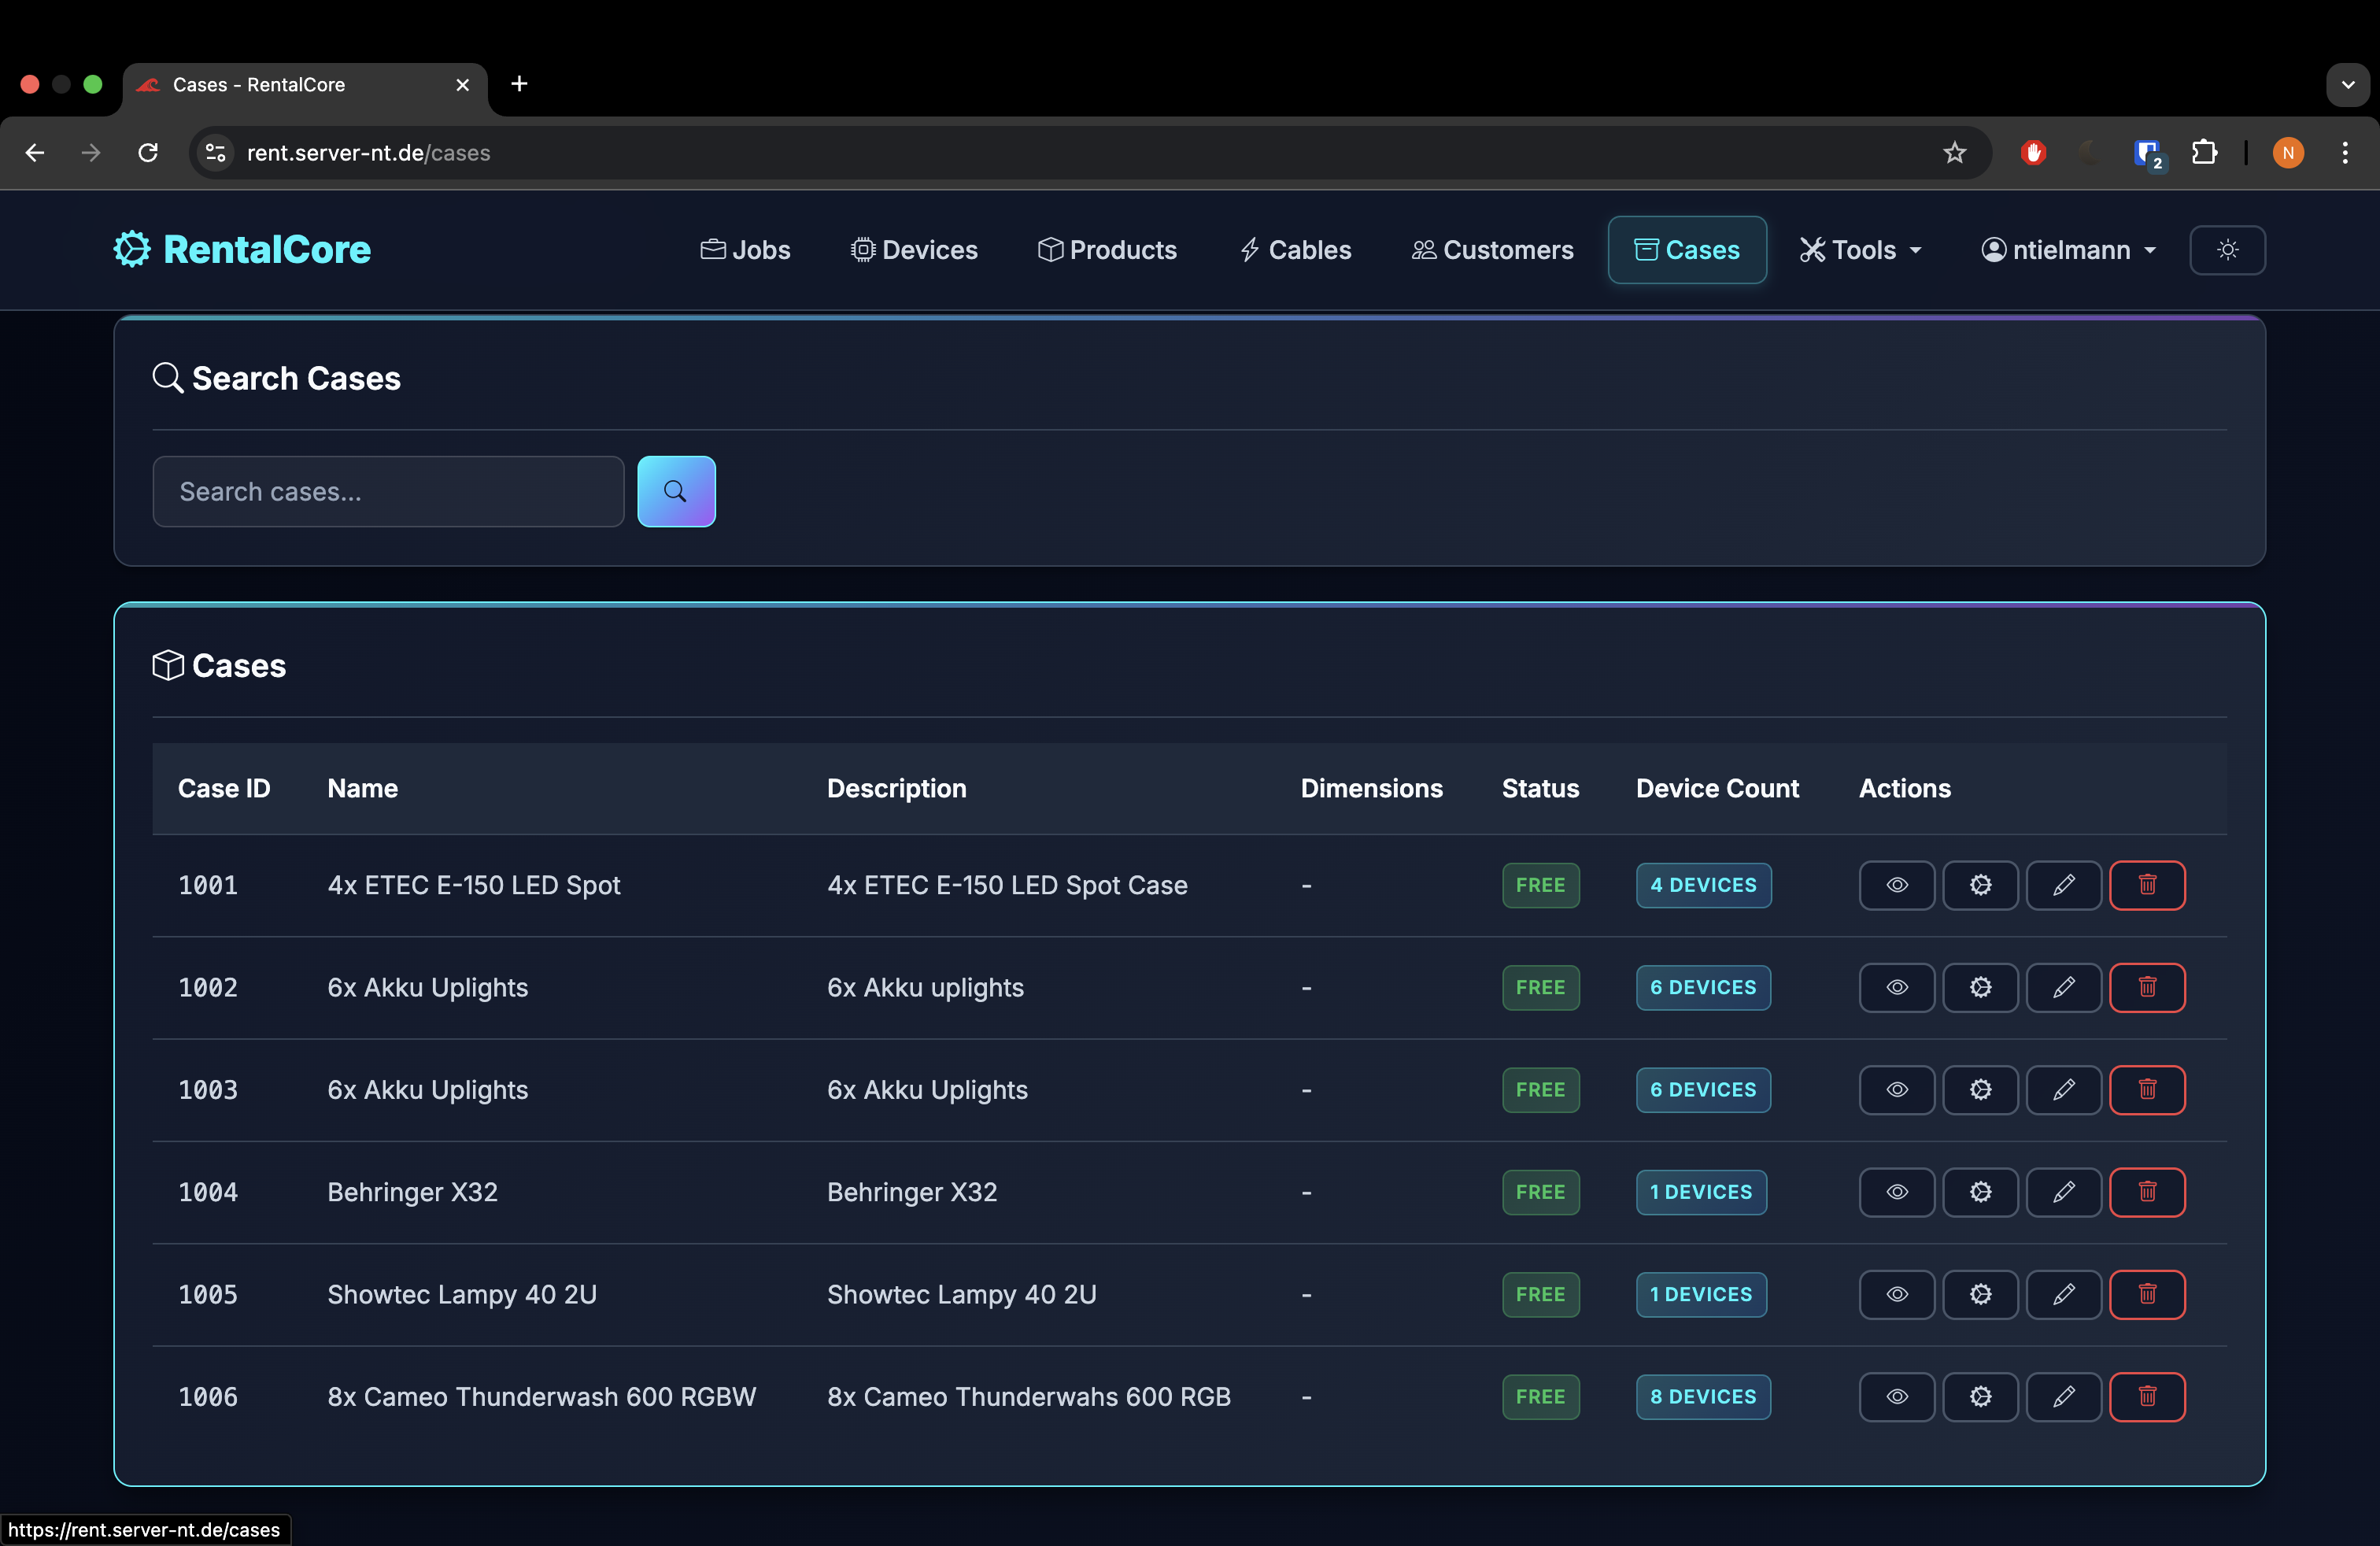 Cases - RentalCore
rent.server-nt.de/cases
2
N
RentalCore
Jobs
Devices
Products
Cables
Customers
Cases
Tools
ntielmann
Search Cases
Search cases...
Cases
Case ID Name Description Dimensions Status Device Count Actions
1001 4x ETEC E-150 LED Spot 4x ETEC E-150 LED Spot Case - FREE 4 DEVICES
1002 6x Akku Uplights 6x Akku uplights - FREE 6 DEVICES
1003 6x Akku Uplights 6x Akku Uplights - FREE 6 DEVICES
1004 Behringer X32 Behringer X32 - FREE 1 DEVICES
1005 Showtec Lampy 40 2U Showtec Lampy 40 2U - FREE 1 DEVICES
1006 8x Cameo Thunderwash 600 RGBW 8x Cameo Thunderwahs 600 RGB - FREE 8 DEVICES
https://rent.server-nt.de/cases